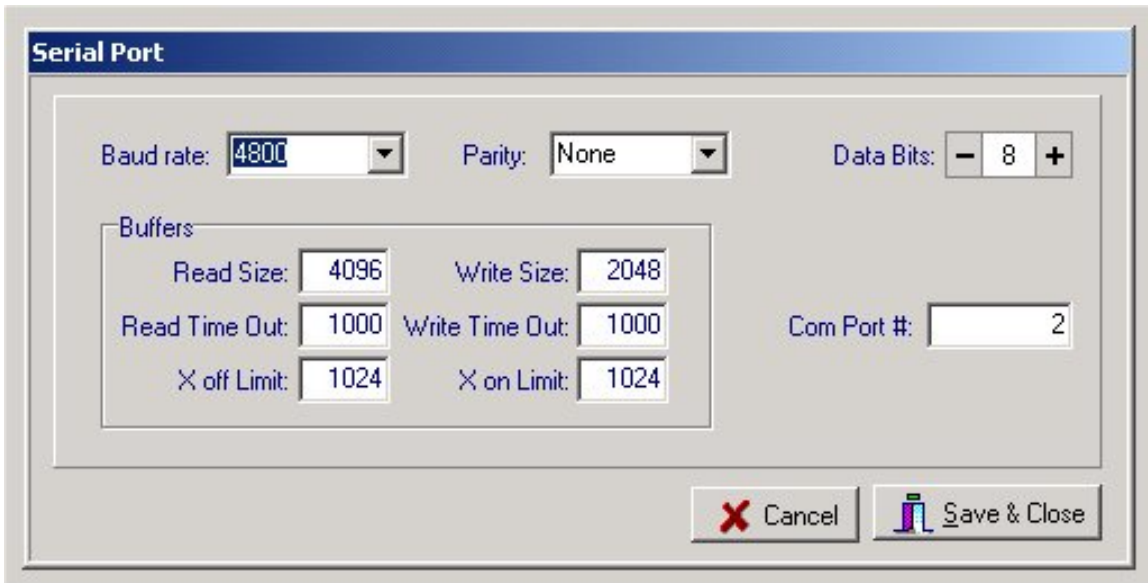 Serial Port
Baud rate: 4800 Parity: None Data Bits: − 8 +
Buffers
Read Size: 4096 Write Size: 2048
Read Time Out: 1000 Write Time Out: 1000 Com Port #: 2
X off Limit: 1024 X on Limit: 1024
Cancel Save & Close